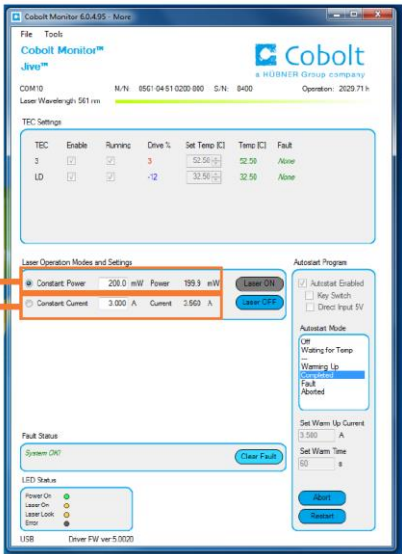 Cobolt Monitor 6.0.4.95 - More
File Tools
Cobolt Monitor™
Jive™
Cobolt
a HÜBNER Group company
COM10 M/N: 0561-04-51-0200-800 S/N: 8400 Operation: 2029.71 h
Laser Wavelength 561 nm
TEC Settings
TEC Enable Running Drive % Set Temp [C] Temp [C] Fault
3 3 52.50 52.50 None
LD -12 32.50 32.50 None
Laser Operation Modes and Settings
Constant Power 200.0 mW Power 199.9 mW Laser ON
Constant Current 3.000 A Current 3.560 A Laser OFF
Autostart Program
Autostart Enabled
Key Switch
Direct Input 5V
Autostart Mode
Off
Waiting for Temp
---
Warming Up
Completed
Fault
Aborted
Set Warm Up Current
3.580 A
Set Warm Time
60 s
Abort
Restart
Fault Status
System OK!
Clear Fault
LED Status
Power On
Laser On
Laser Lock
Error
USB Driver FW ver:5.0020